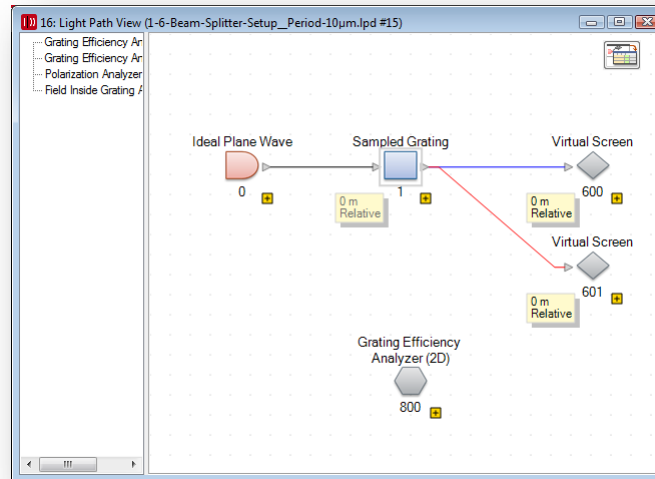 16: Light Path View (1-6-Beam-Splitter-Setup__Period-10µm.lpd #15)
Grating Efficiency An
Grating Efficiency An
Polarization Analyzer
Field Inside Grating A
Ideal Plane Wave
Sampled Grating
Virtual Screen
0
1
600
0 m
Relative
0 m
Relative
Virtual Screen
601
0 m
Relative
Grating Efficiency
Analyzer (2D)
800